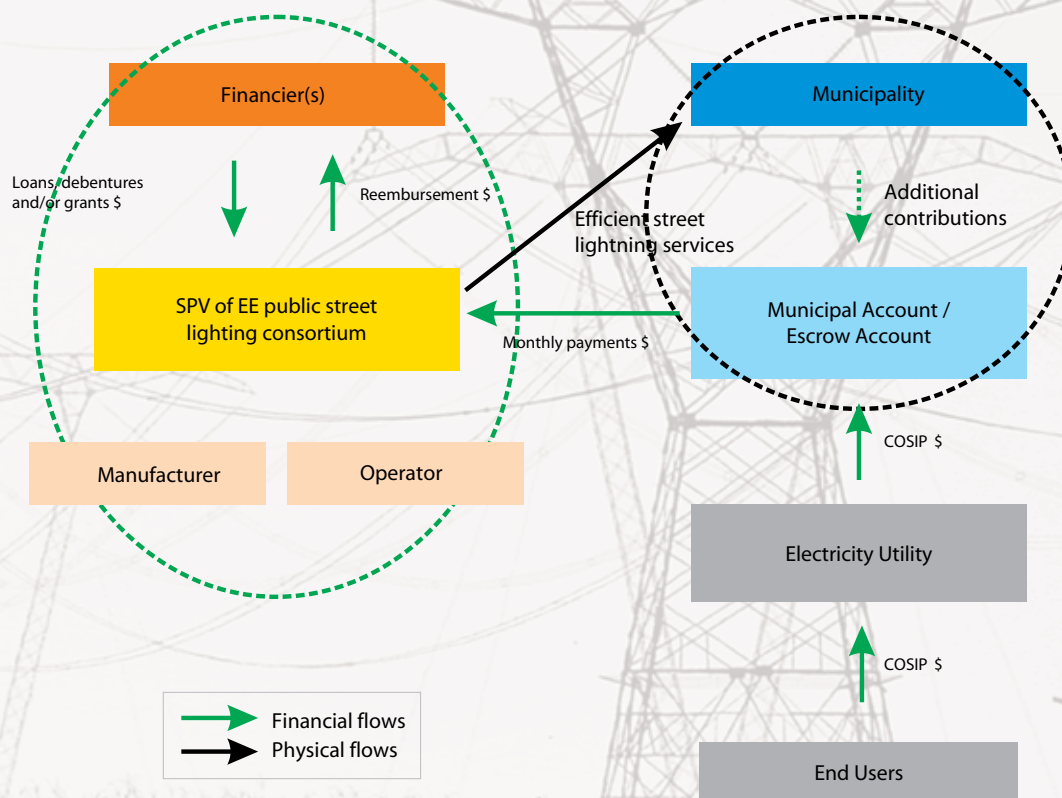 Financier(s)
Municipality
Loans, debentures
and/or grants $
Reembursement $
Additional
contributions
Efficient street
lightning services
SPV of EE public street
lighting consortium
Municipal Account /
Escrow Account
Monthly payments $
COSIP $
Manufacturer
Operator
Electricity Utility
COSIP $
Financial flows
Physical flows
End Users